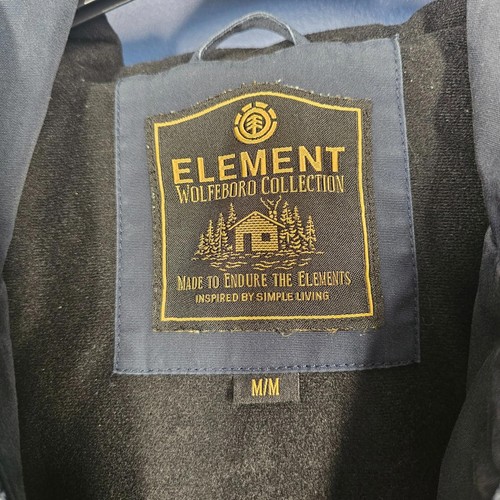 ELEMENT
WOLFEBORO COLLECTION
MADE TO ENDURE THE ELEMENTS
INSPIRED BY SIMPLE LIVING
M/M